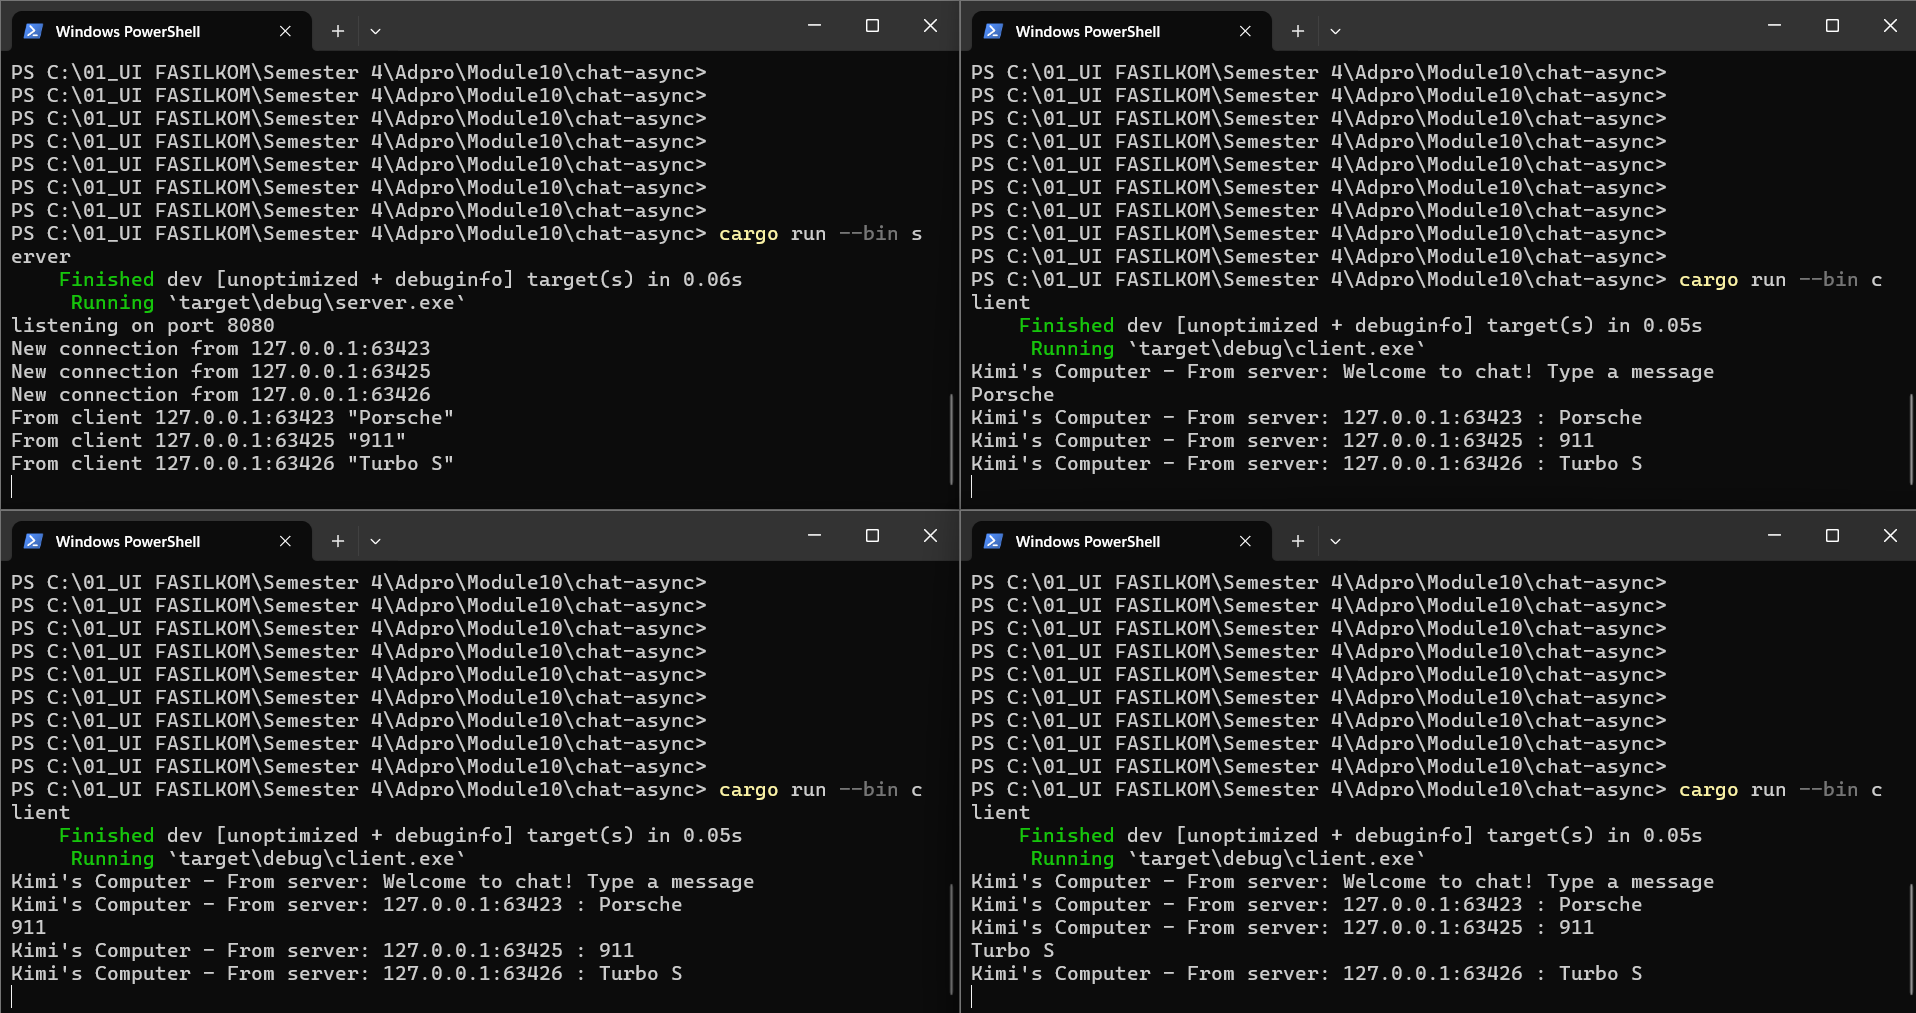 Windows PowerShell
PS C:\01_UI FASILKOM\Semester 4\Adpro\Module10\chat-async>
PS C:\01_UI FASILKOM\Semester 4\Adpro\Module10\chat-async>
PS C:\01_UI FASILKOM\Semester 4\Adpro\Module10\chat-async>
PS C:\01_UI FASILKOM\Semester 4\Adpro\Module10\chat-async>
PS C:\01_UI FASILKOM\Semester 4\Adpro\Module10\chat-async>
PS C:\01_UI FASILKOM\Semester 4\Adpro\Module10\chat-async>
PS C:\01_UI FASILKOM\Semester 4\Adpro\Module10\chat-async>
PS C:\01_UI FASILKOM\Semester 4\Adpro\Module10\chat-async> cargo run --bin s
erver
    Finished dev [unoptimized + debuginfo] target(s) in 0.06s
     Running `target\debug\server.exe`
listening on port 8080
New connection from 127.0.0.1:63423
New connection from 127.0.0.1:63425
New connection from 127.0.0.1:63426
From client 127.0.0.1:63423 "Porsche"
From client 127.0.0.1:63425 "911"
From client 127.0.0.1:63426 "Turbo S"
Windows PowerShell
PS C:\01_UI FASILKOM\Semester 4\Adpro\Module10\chat-async>
PS C:\01_UI FASILKOM\Semester 4\Adpro\Module10\chat-async>
PS C:\01_UI FASILKOM\Semester 4\Adpro\Module10\chat-async>
PS C:\01_UI FASILKOM\Semester 4\Adpro\Module10\chat-async>
PS C:\01_UI FASILKOM\Semester 4\Adpro\Module10\chat-async>
PS C:\01_UI FASILKOM\Semester 4\Adpro\Module10\chat-async>
PS C:\01_UI FASILKOM\Semester 4\Adpro\Module10\chat-async>
PS C:\01_UI FASILKOM\Semester 4\Adpro\Module10\chat-async>
PS C:\01_UI FASILKOM\Semester 4\Adpro\Module10\chat-async>
PS C:\01_UI FASILKOM\Semester 4\Adpro\Module10\chat-async> cargo run --bin c
lient
    Finished dev [unoptimized + debuginfo] target(s) in 0.05s
     Running `target\debug\client.exe`
Kimi's Computer - From server: Welcome to chat! Type a message
Porsche
Kimi's Computer - From server: 127.0.0.1:63423 : Porsche
Kimi's Computer - From server: 127.0.0.1:63425 : 911
Kimi's Computer - From server: 127.0.0.1:63426 : Turbo S
Windows PowerShell
PS C:\01_UI FASILKOM\Semester 4\Adpro\Module10\chat-async>
PS C:\01_UI FASILKOM\Semester 4\Adpro\Module10\chat-async>
PS C:\01_UI FASILKOM\Semester 4\Adpro\Module10\chat-async>
PS C:\01_UI FASILKOM\Semester 4\Adpro\Module10\chat-async>
PS C:\01_UI FASILKOM\Semester 4\Adpro\Module10\chat-async>
PS C:\01_UI FASILKOM\Semester 4\Adpro\Module10\chat-async>
PS C:\01_UI FASILKOM\Semester 4\Adpro\Module10\chat-async>
PS C:\01_UI FASILKOM\Semester 4\Adpro\Module10\chat-async>
PS C:\01_UI FASILKOM\Semester 4\Adpro\Module10\chat-async>
PS C:\01_UI FASILKOM\Semester 4\Adpro\Module10\chat-async> cargo run --bin c
lient
    Finished dev [unoptimized + debuginfo] target(s) in 0.05s
     Running `target\debug\client.exe`
Kimi's Computer - From server: Welcome to chat! Type a message
Kimi's Computer - From server: 127.0.0.1:63423 : Porsche
911
Kimi's Computer - From server: 127.0.0.1:63425 : 911
Kimi's Computer - From server: 127.0.0.1:63426 : Turbo S
Windows PowerShell
PS C:\01_UI FASILKOM\Semester 4\Adpro\Module10\chat-async>
PS C:\01_UI FASILKOM\Semester 4\Adpro\Module10\chat-async>
PS C:\01_UI FASILKOM\Semester 4\Adpro\Module10\chat-async>
PS C:\01_UI FASILKOM\Semester 4\Adpro\Module10\chat-async>
PS C:\01_UI FASILKOM\Semester 4\Adpro\Module10\chat-async>
PS C:\01_UI FASILKOM\Semester 4\Adpro\Module10\chat-async>
PS C:\01_UI FASILKOM\Semester 4\Adpro\Module10\chat-async>
PS C:\01_UI FASILKOM\Semester 4\Adpro\Module10\chat-async>
PS C:\01_UI FASILKOM\Semester 4\Adpro\Module10\chat-async>
PS C:\01_UI FASILKOM\Semester 4\Adpro\Module10\chat-async> cargo run --bin c
lient
    Finished dev [unoptimized + debuginfo] target(s) in 0.05s
     Running `target\debug\client.exe`
Kimi's Computer - From server: Welcome to chat! Type a message
Kimi's Computer - From server: 127.0.0.1:63423 : Porsche
Kimi's Computer - From server: 127.0.0.1:63425 : 911
Turbo S
Kimi's Computer - From server: 127.0.0.1:63426 : Turbo S